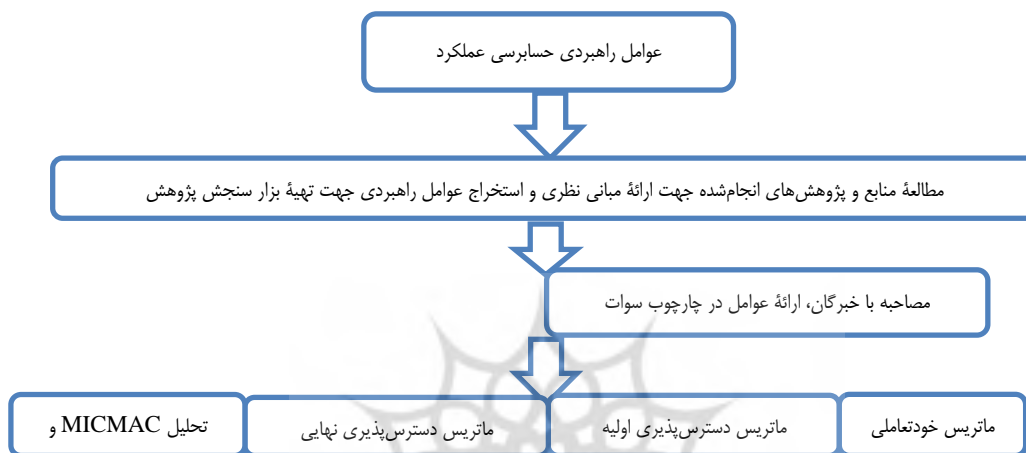 عوامل راهبردی حسابرسی عملکرد
مطالعهٔ منابع و پژوهش‌های انجام‌شده جهت ارائهٔ مبانی نظری و استخراج عوامل راهبردی جهت تهیهٔ بزار سنجش پژوهش
مصاحبه با خبرگان، ارائهٔ عوامل در چارچوب سوات
ماتریس خودتعاملی
ماتریس دسترس‌پذیری اولیه
ماتریس دسترس‌پذیری نهایی
تحلیل MICMAC و